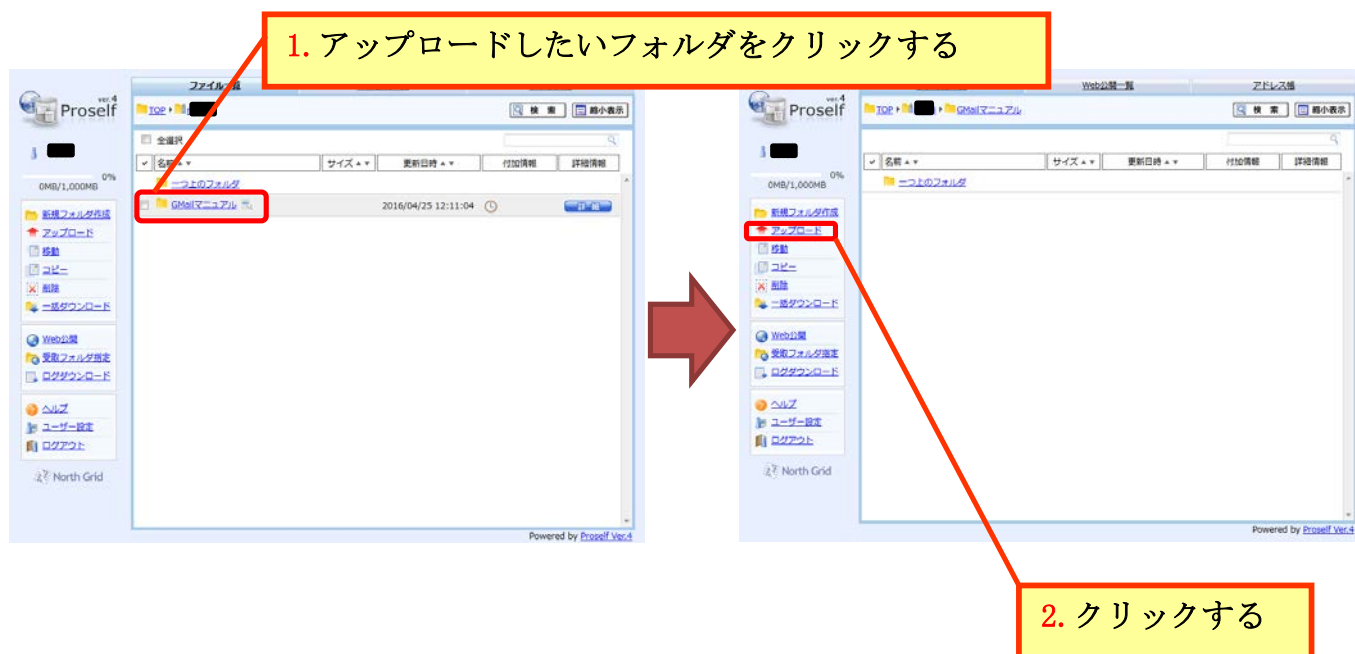 1. アップロードしたいフォルダをクリックする
Proself ver.4
0%
0MB/1,000MB
新規フォルダ作成
アップロード
移動
コピー
削除
一括ダウンロード
Web公開
受取フォルダ指定
ログダウンロード
ヘルプ
ユーザー設定
ログアウト
North Grid
ファイル一覧
TOP
検 索
縮小表示
全選択
名前 ▲▼ サイズ ▲▼ 更新日時 ▲▼ 付加情報 詳細情報
一つ上のフォルダ
GMailマニュアル 2016/04/25 12:11:04 詳 細
Powered by Proself Ver.4
Proself ver.4
0%
0MB/1,000MB
新規フォルダ作成
アップロード
移動
コピー
削除
一括ダウンロード
Web公開
受取フォルダ指定
ログダウンロード
ヘルプ
ユーザー設定
ログアウト
North Grid
Web公開一覧 アドレス帳
TOP GMailマニュアル
検 索
縮小表示
名前 ▲▼ サイズ ▲▼ 更新日時 ▲▼ 付加情報 詳細情報
一つ上のフォルダ
Powered by Proself Ver.4
2. クリックする